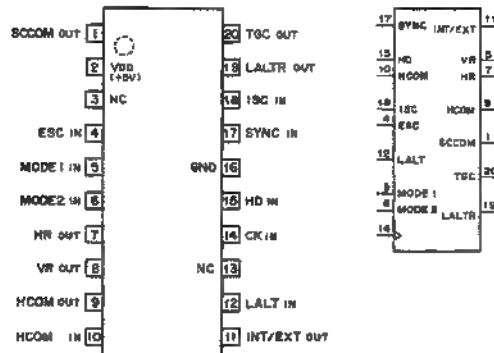 SCCOM OUT 1
2 VDD (+5V)
3 NC
ESC IN 4
MODE1 IN 5
MODE2 IN 6
HR OUT 7
VR OUT 8
HCOM OUT 9
HCOM IN 10
20 TGC OUT
19 LALTR OUT
18 ISC IN
17 SYNC IN
GND 16
15 HD IN
14 CK IN
NC 13
12 LALT IN
11 INT/EXT OUT
17 SYNC INT/EXT 11
15 HD VR 8
10 HCOM HR 7
18 ISC HCOM 9
4 ESC
SCCOM 1
12 LALT
TGC 20
5 MODE 1
6 MODE 2 LALTR 19
14